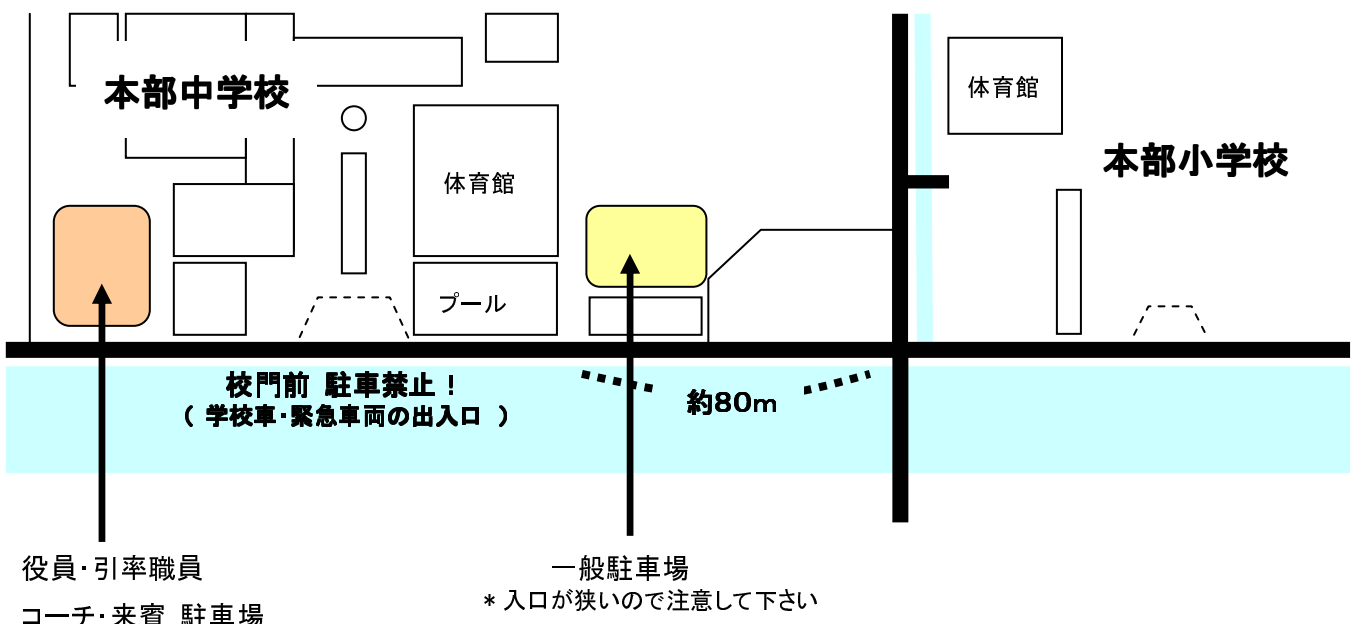 本部中学校
体育館
本部小学校
体育館
プール
校門前 駐車禁止！
（ 学校車・緊急車両の出入口 ）
約80m
役員・引率職員
コーチ・来賓 駐車場
一般駐車場
＊入口が狭いので注意して下さい